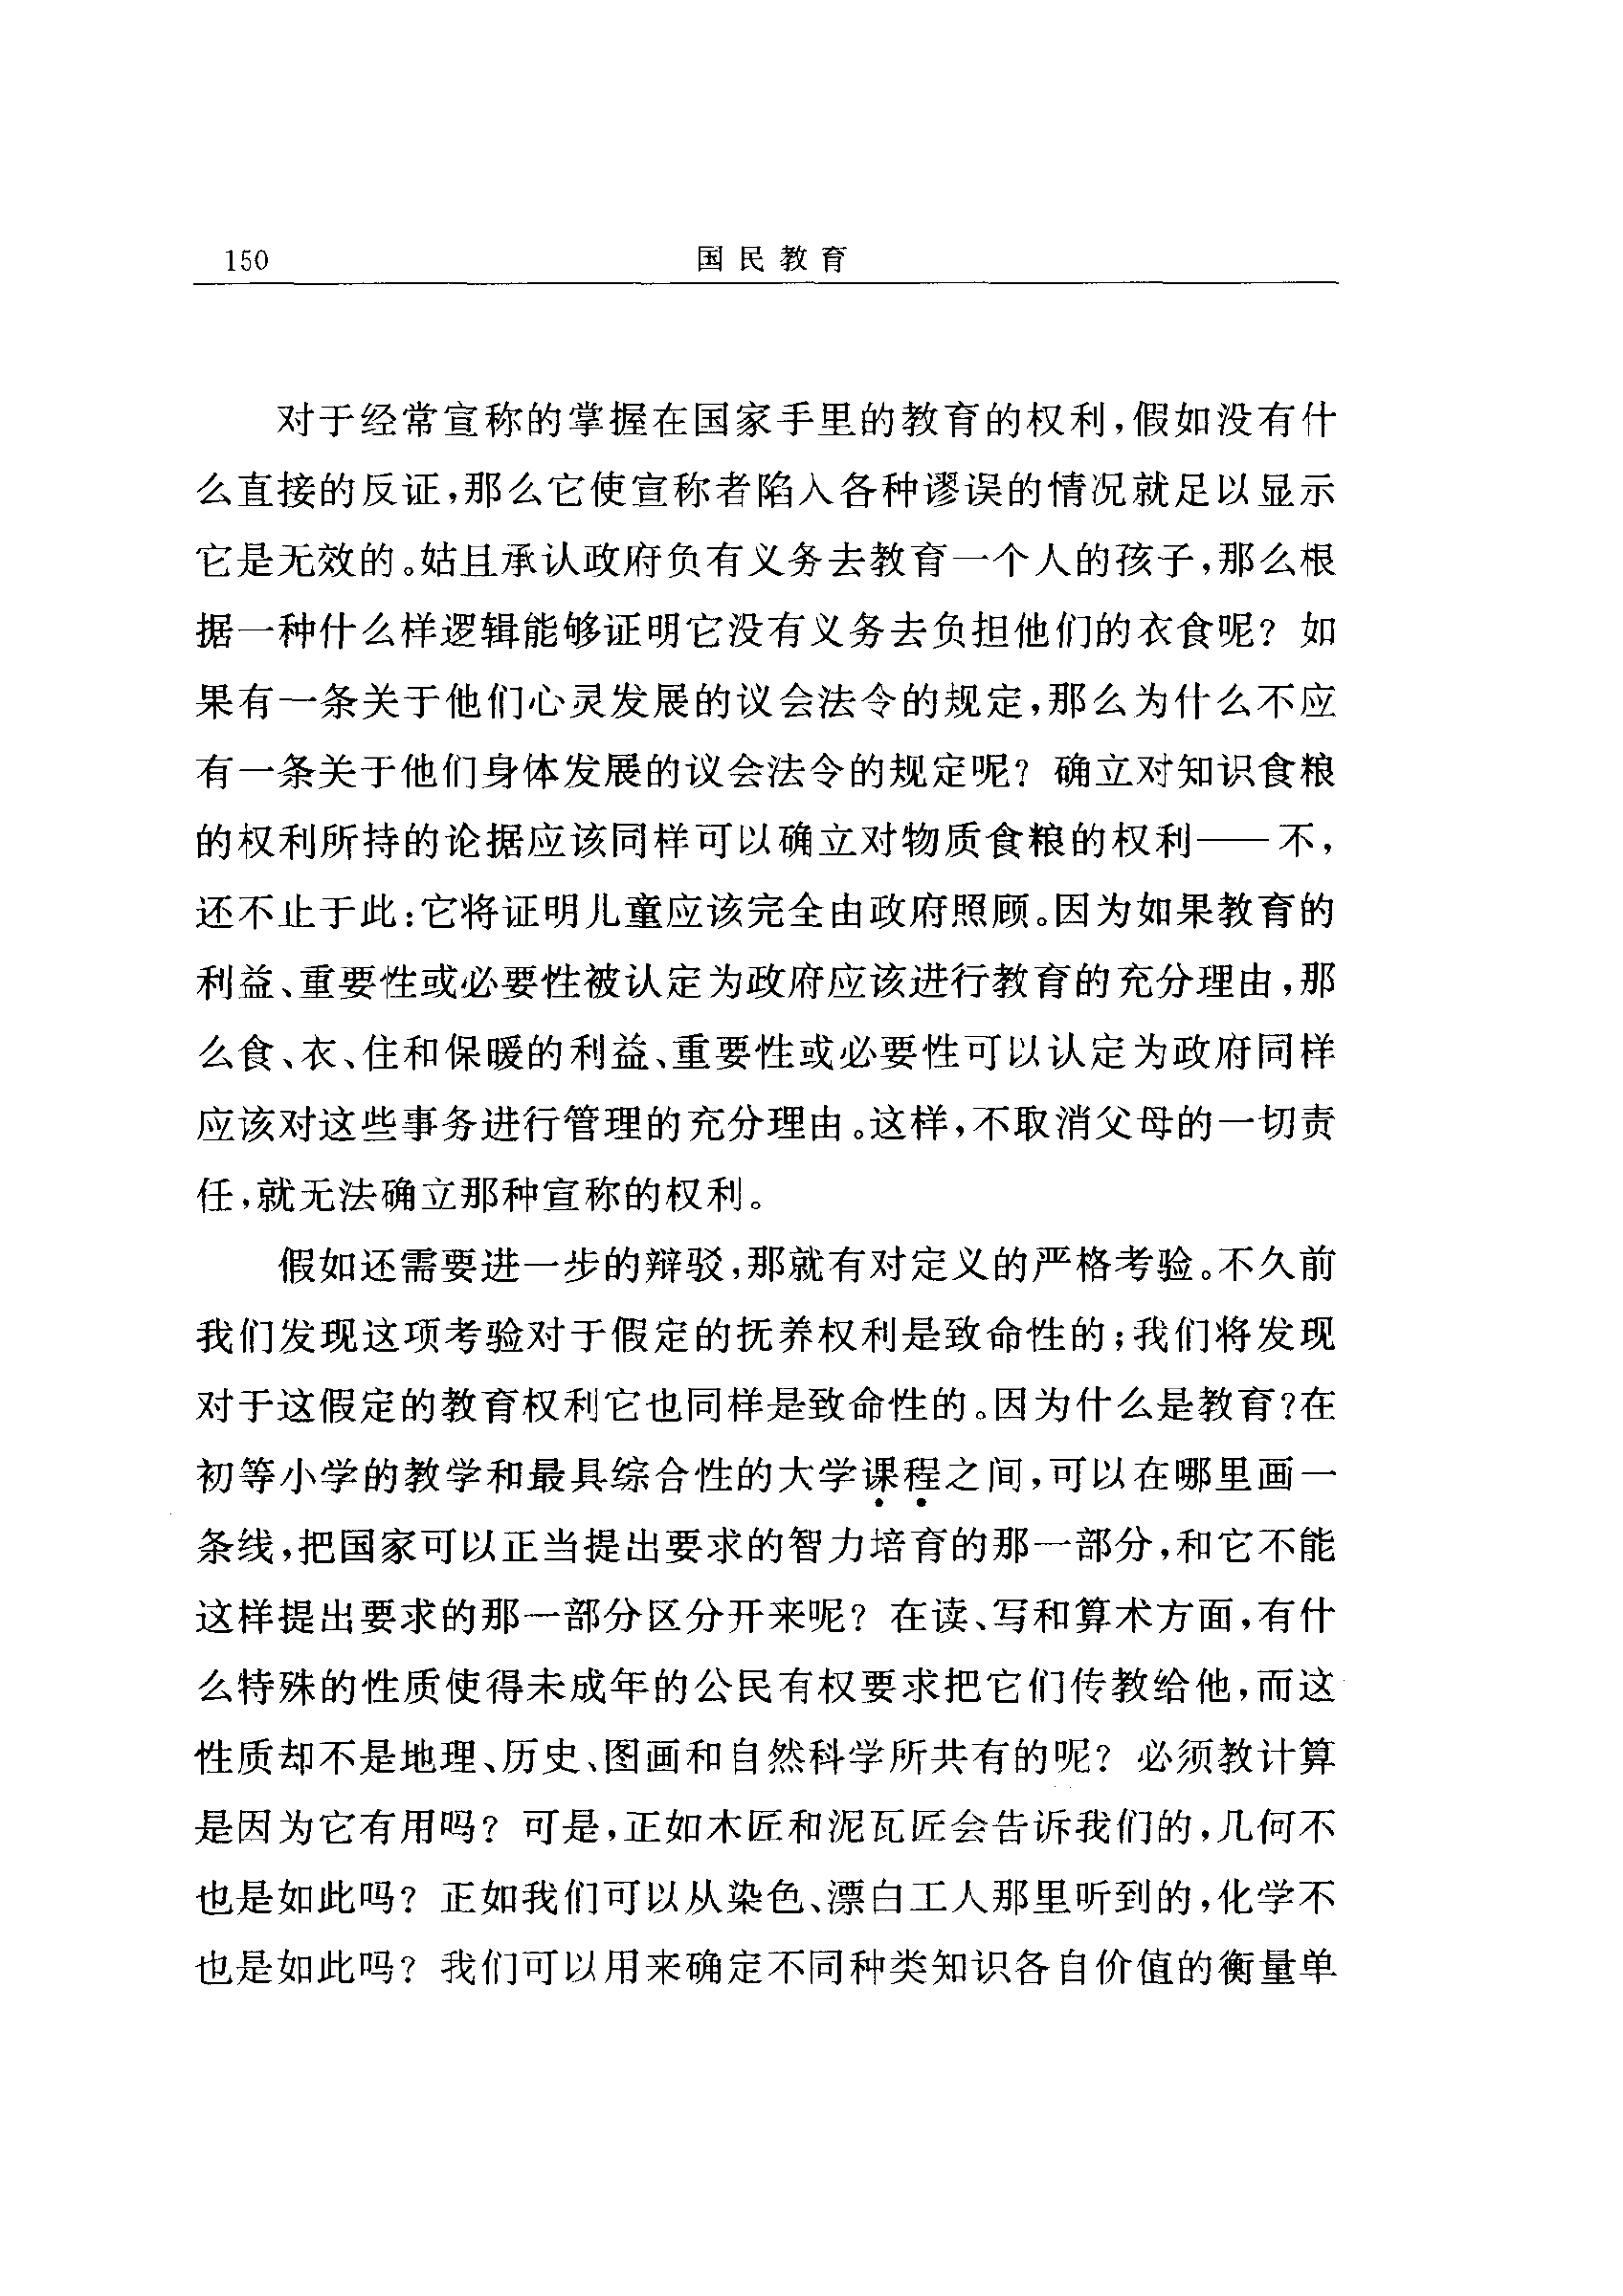 150 国民教育
对于经常宣称的掌握在国家手里的教育的权利，假如没有什
么直接的反证，那么它使宣称者陷入各种谬误的情况就足以显示
它是无效的。姑且承认政府负有义务去教育一个人的孩子，那么根
据一种什么样逻辑能够证明它没有义务去负担他们的衣食呢？如
果有一条关于他们心灵发展的议会法令的规定，那么为什么不应
有一条关于他们身体发展的议会法令的规定呢？确立对知识食粮
的权利所持的论据应该同样可以确立对物质食粮的权利——不，
还不止于此：它将证明儿童应该完全由政府照顾。因为如果教育的
利益、重要性或必要性被认定为政府应该进行教育的充分理由，那
么食、衣、住和保暖的利益、重要性或必要性可以认定为政府同样
应该对这些事务进行管理的充分理由。这样，不取消父母的一切责
任，就无法确立那种宣称的权利。
假如还需要进一步的辩驳，那就有对定义的严格考验。不久前
我们发现这项考验对于假定的抚养权利是致命性的；我们将发现
对于这假定的教育权利它也同样是致命性的。因为什么是教育？在
初等小学的教学和最具综合性的大学课程之间，可以在哪里画一
条线，把国家可以正当提出要求的智力培育的那一部分，和它不能
这样提出要求的那一部分区分开来呢？在读、写和算术方面，有什
么特殊的性质使得未成年的公民有权要求把它们传教给他，而这
性质却不是地理、历史、图画和自然科学所共有的呢？必须教计算
是因为它有用吗？可是，正如木匠和泥瓦匠会告诉我们的，几何不
也是如此吗？正如我们可以从染色、漂白工人那里听到的，化学不
也是如此吗？我们可以用来确定不同种类知识各自价值的衡量单